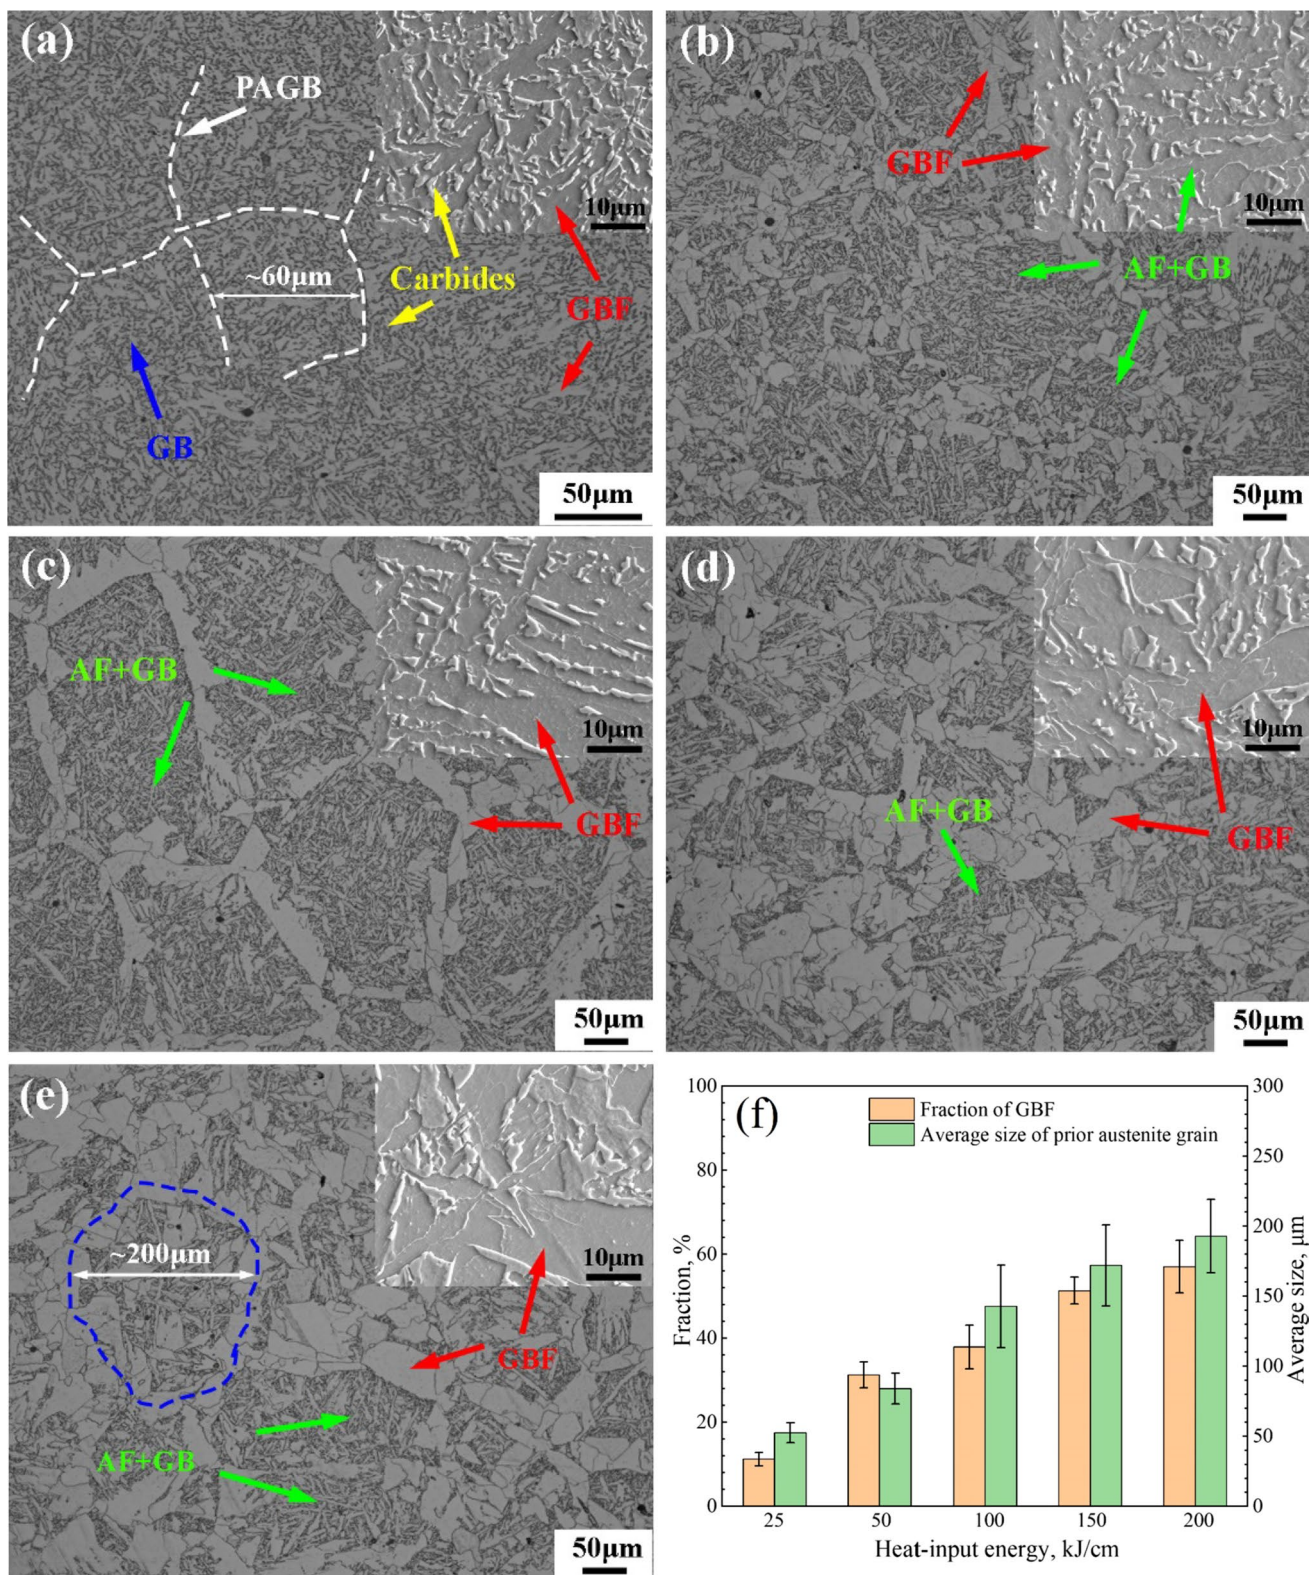 (a)
PAGB
10μm
~60μm
Carbides
GBF
GB
50μm
(b)
GBF
10μm
AF+GB
50μm
(c)
AF+GB
10μm
GBF
50μm
(d)
10μm
AF+GB
GBF
50μm
(e)
~200μm
10μm
GBF
AF+GB
50μm
(f)
Fraction of GBF
Average size of prior austenite grain
Fraction, %
100
80
60
40
20
0
300
250
200
150
100
50
0
Average size, μm
25 50 100 150 200
Heat-input energy, kJ/cm